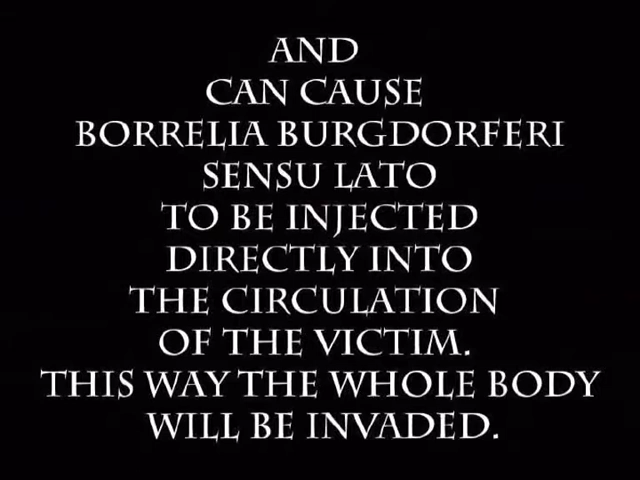 AND
CAN CAUSE
BORRELIA BURGDORFERI
SENSU LATO
TO BE INJECTED
DIRECTLY INTO
THE CIRCULATION
OF THE VICTIM.
THIS WAY THE WHOLE BODY
WILL BE INVADED.